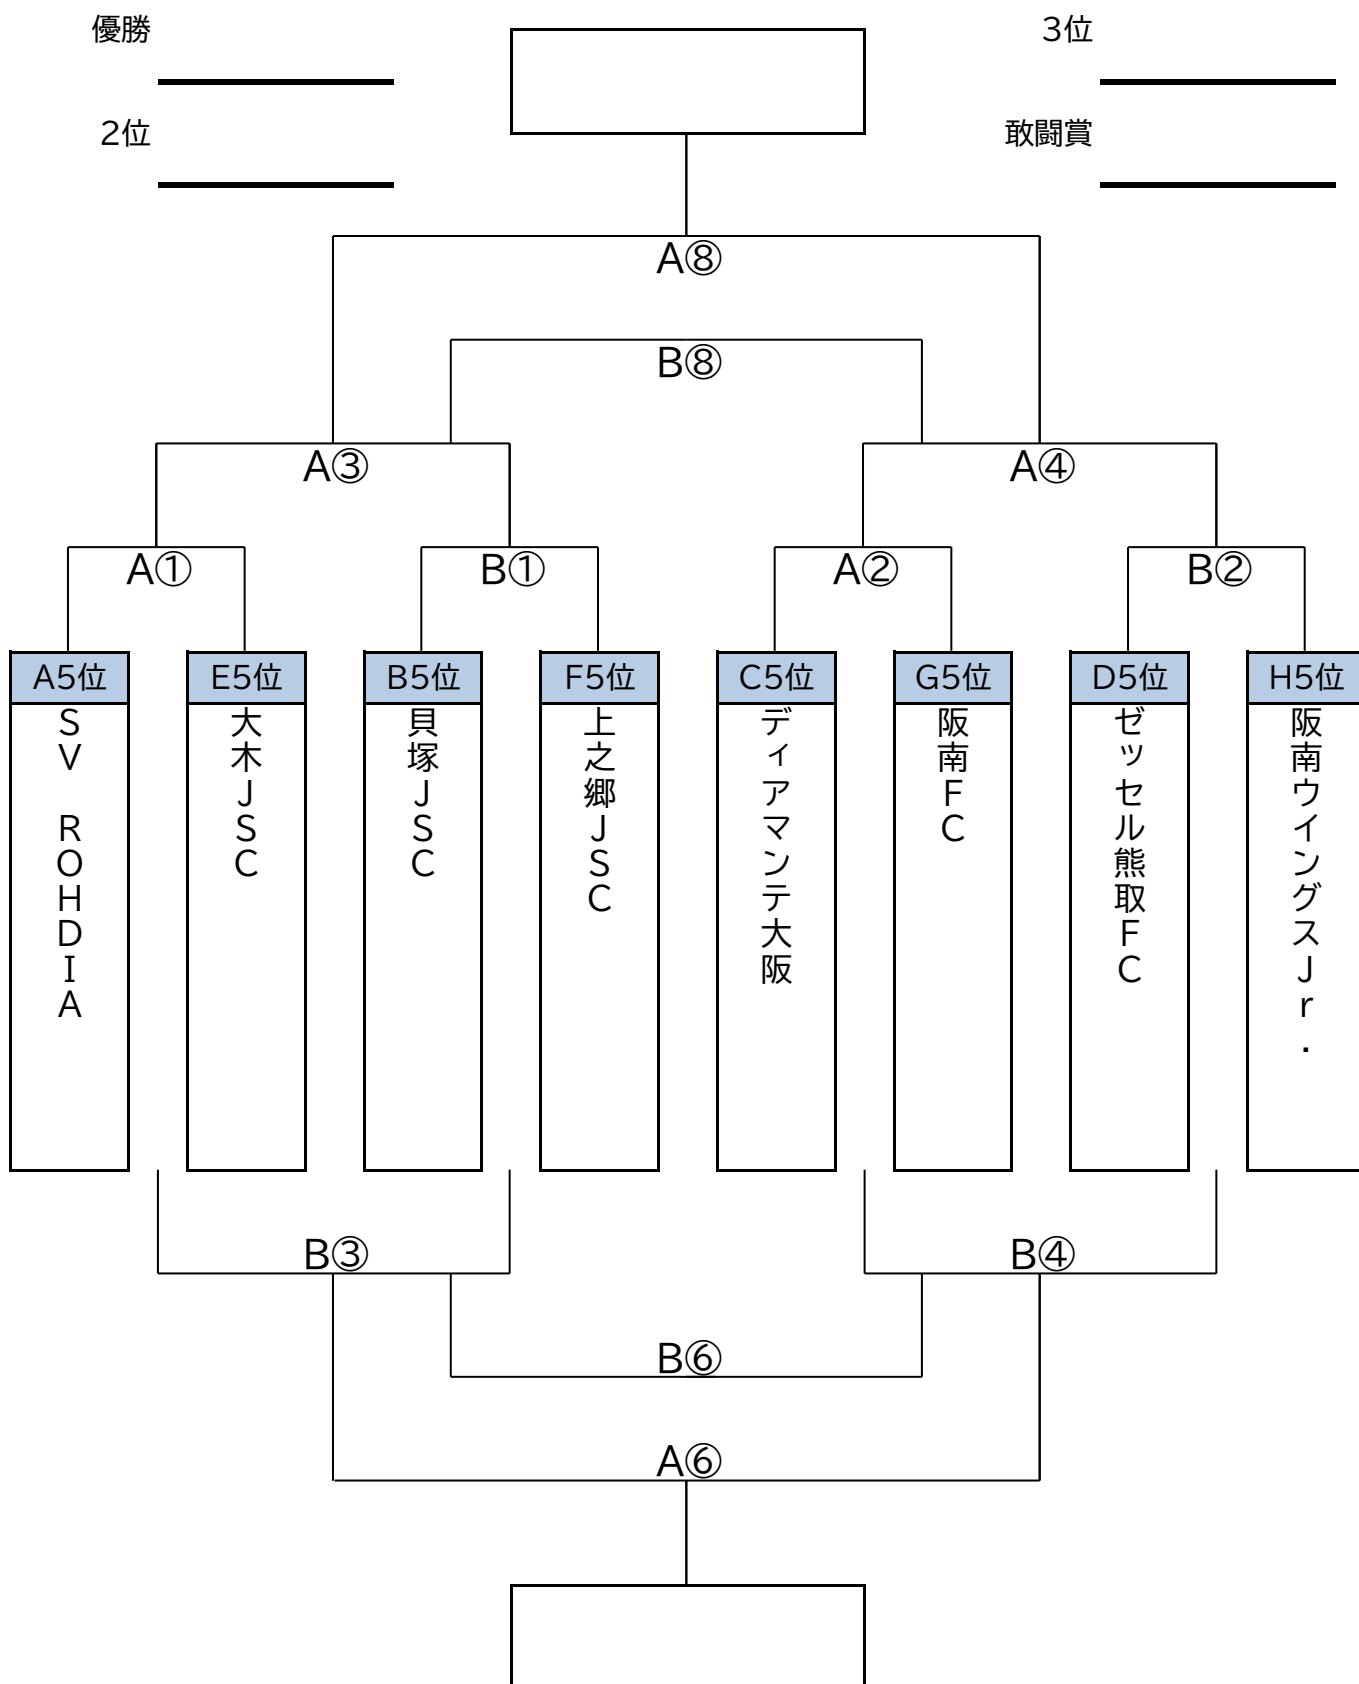 優勝
3位
2位
敢闘賞
A⑧
B⑧
A③
A④
A①
B①
A②
B②
A5位
E5位
B5位
F5位
C5位
G5位
D5位
H5位
SV ROHDIA
大木JSC
貝塚JSC
上之郷JSC
ディアマンテ大阪
阪南FC
ゼッセル熊取FC
阪南ウイングスJr.
B③
B④
B⑥
A⑥